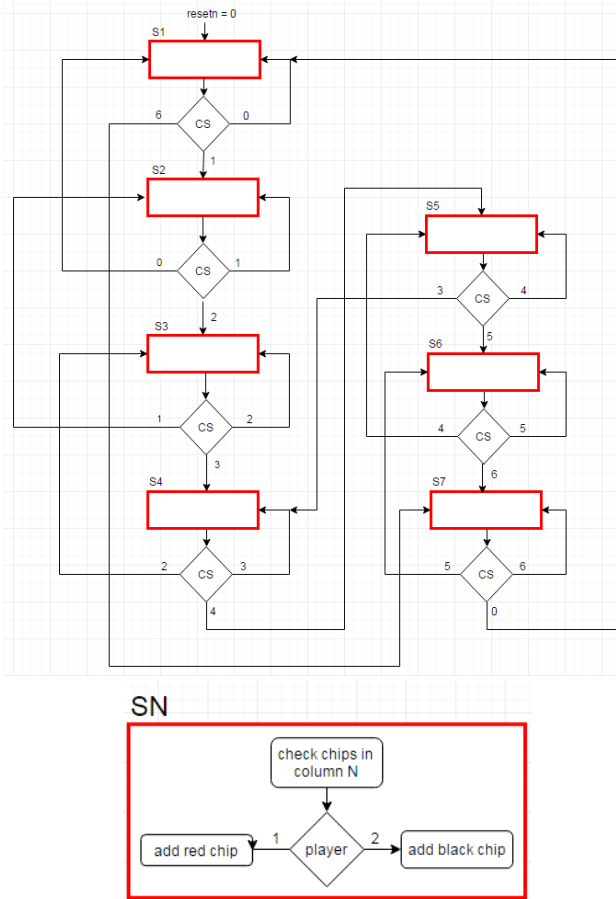 resetn = 0
S1
CS
6
0
1
S2
CS
0
1
2
S3
CS
1
2
3
S4
CS
2
3
4
S5
CS
3
4
5
S6
CS
4
5
6
S7
CS
5
6
0
SN
check chips in
column N
player
1
2
add red chip
add black chip